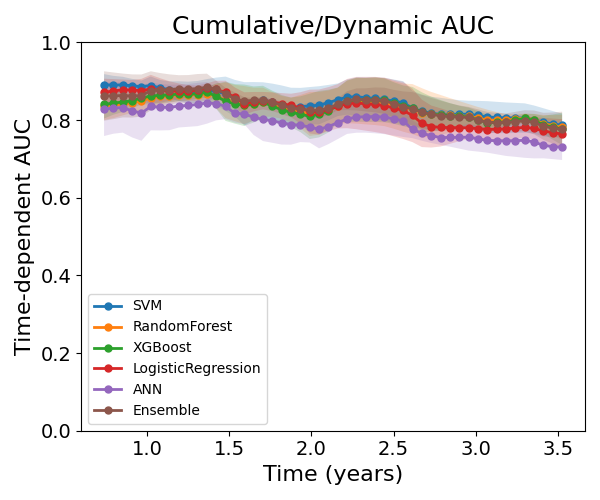 Cumulative/Dynamic AUC
Time-dependent AUC
1.0
0.8
0.6
0.4
0.2
0.0
SVM
RandomForest
XGBoost
LogisticRegression
ANN
Ensemble
1.0 1.5 2.0 2.5 3.0 3.5
Time (years)